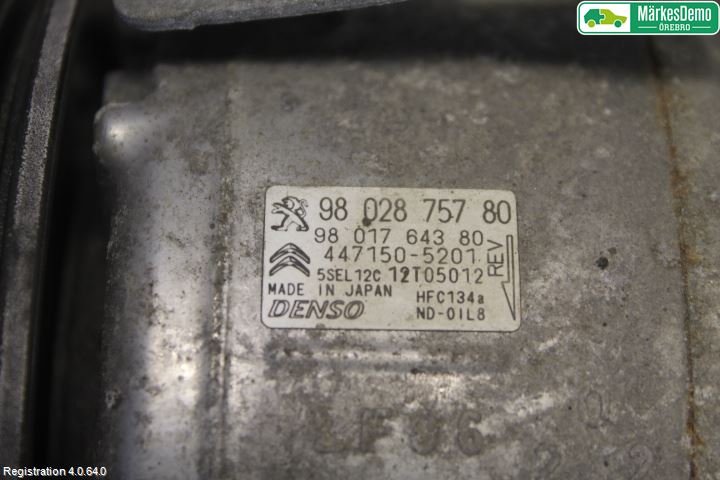 MärkesDemo
ÖREBRO
98 028 757 80
98 017 643 80
447150-5201
REV
5SEL12C 12T05012
MADE IN JAPAN HFC134a
DENSO ND-OIL8
Registration 4.0.64.0